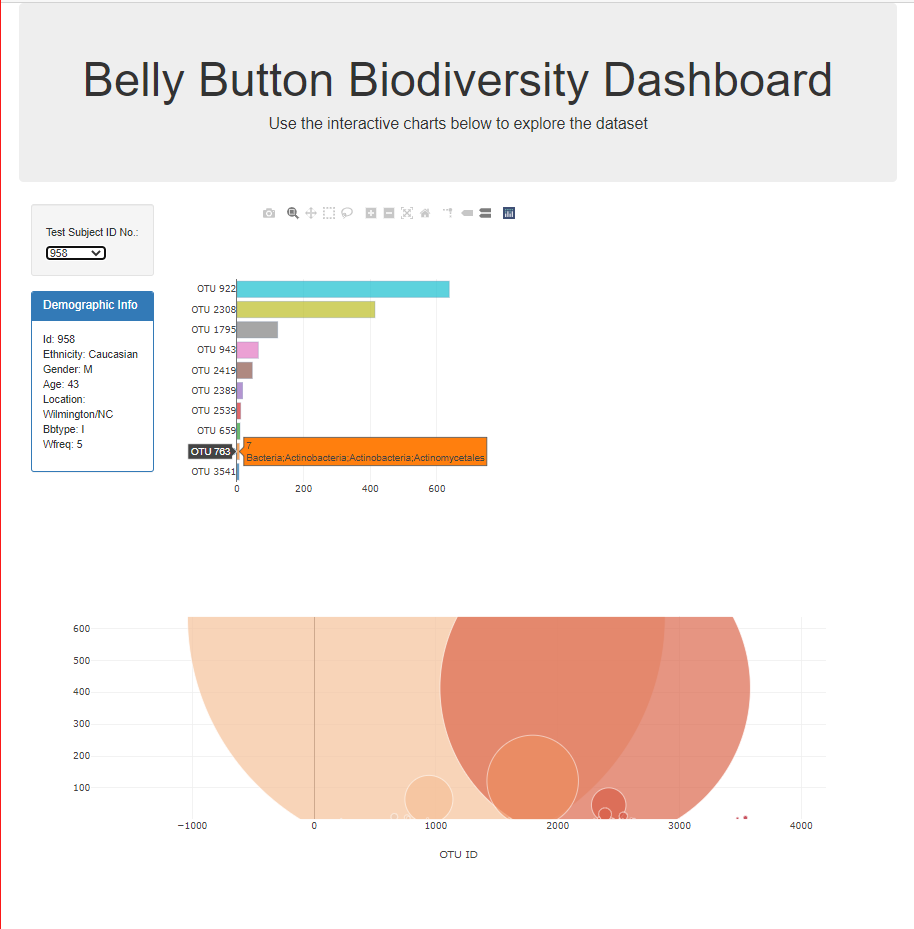 Belly Button Biodiversity Dashboard
Use the interactive charts below to explore the dataset
Test Subject ID No.:
958
Demographic Info
Id: 958
Ethnicity: Caucasian
Gender: M
Age: 43
Location:
Wilmington/NC
Bbtype: I
Wfreq: 5
OTU 922
OTU 2308
OTU 1795
OTU 943
OTU 2419
OTU 2389
OTU 2539
OTU 659
OTU 763
7
Bacteria;Actinobacteria;Actinobacteria;Actinomycetales
OTU 3541
0 200 400 600
600
500
400
300
200
100
−1000 0 1000 2000 3000 4000
OTU ID